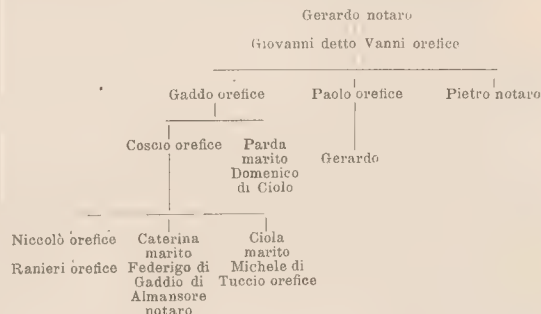 Gerardo notaro
Giovanni detto Vanni orefice
Gaddo orefice Paolo orefice Pietro notaro
Coscio orefice Parda
marito
Domenico
di Ciolo
Gerardo
Niccolò orefice
Ranieri orefice
Caterina
marito
Federigo di
Gaddio di
Almansore
notaro
Ciola
marito
Michele di
Tuccio orefice